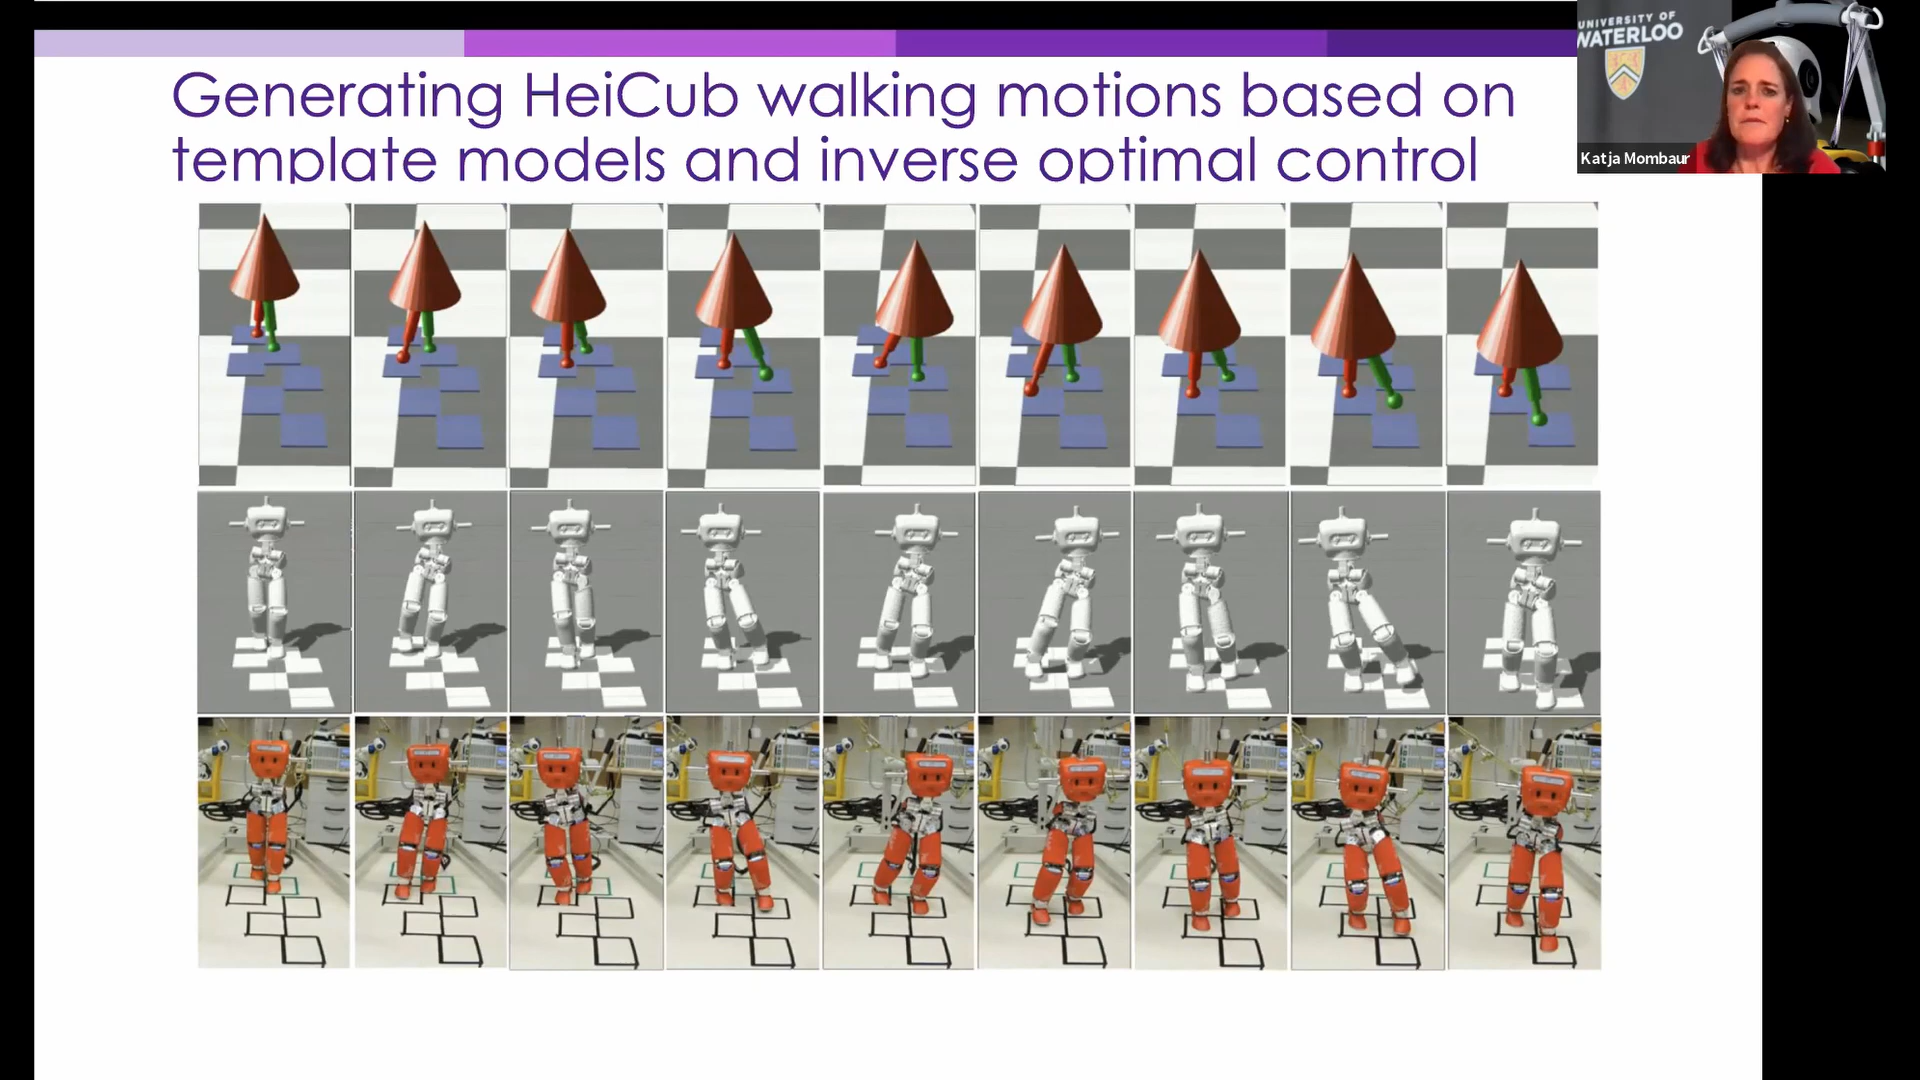 Generating HeiCub walking motions based on
template models and inverse optimal control
UNIVERSITY OF
WATERLOO
Katja Mombaur